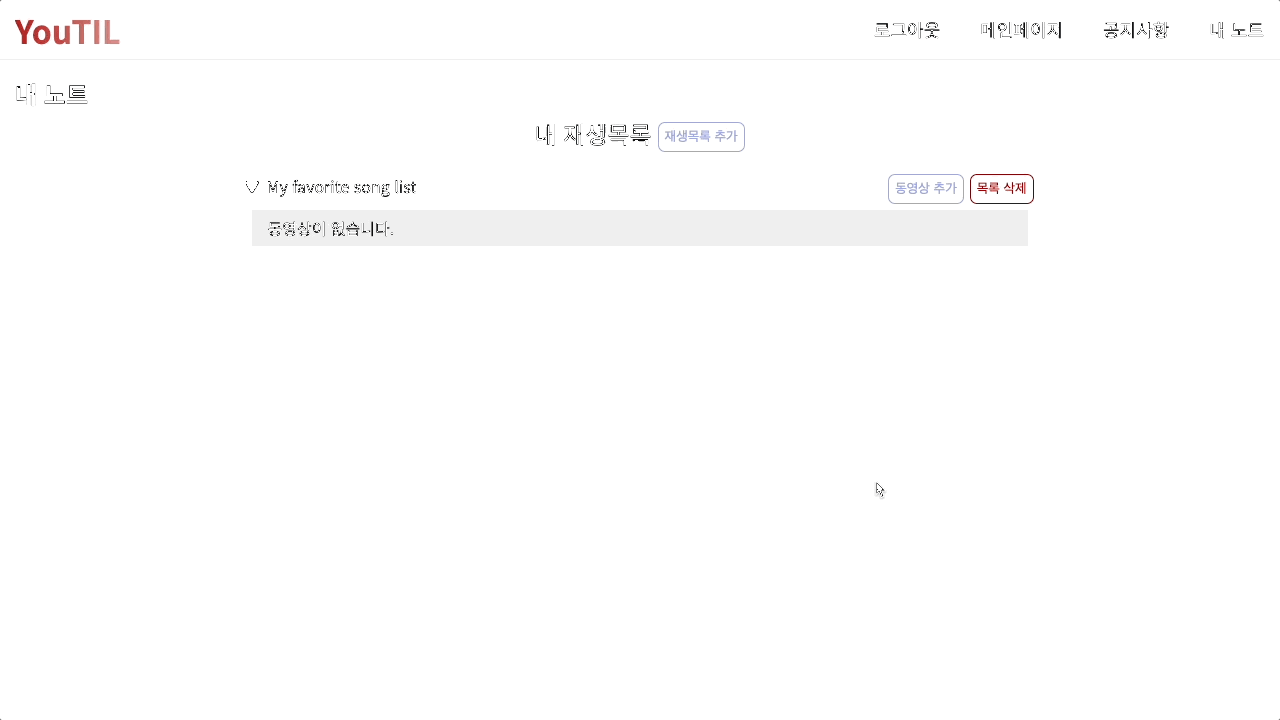 YouTIL 로그아웃 메인페이지 공지사항 내 노트
내 노트
내 재생목록 재생목록 추가
My favorite song list 동영상 추가 목록 삭제
동영상이 없습니다.